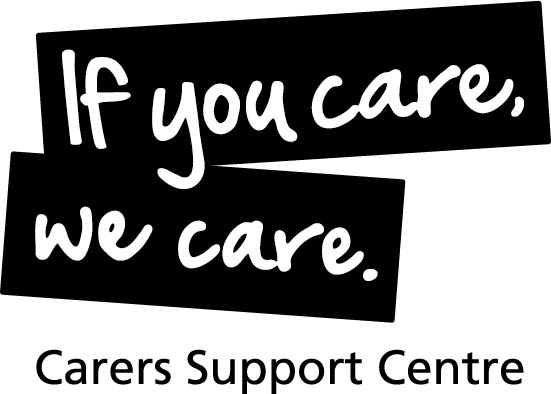 If you care,
we care.
Carers Support Centre